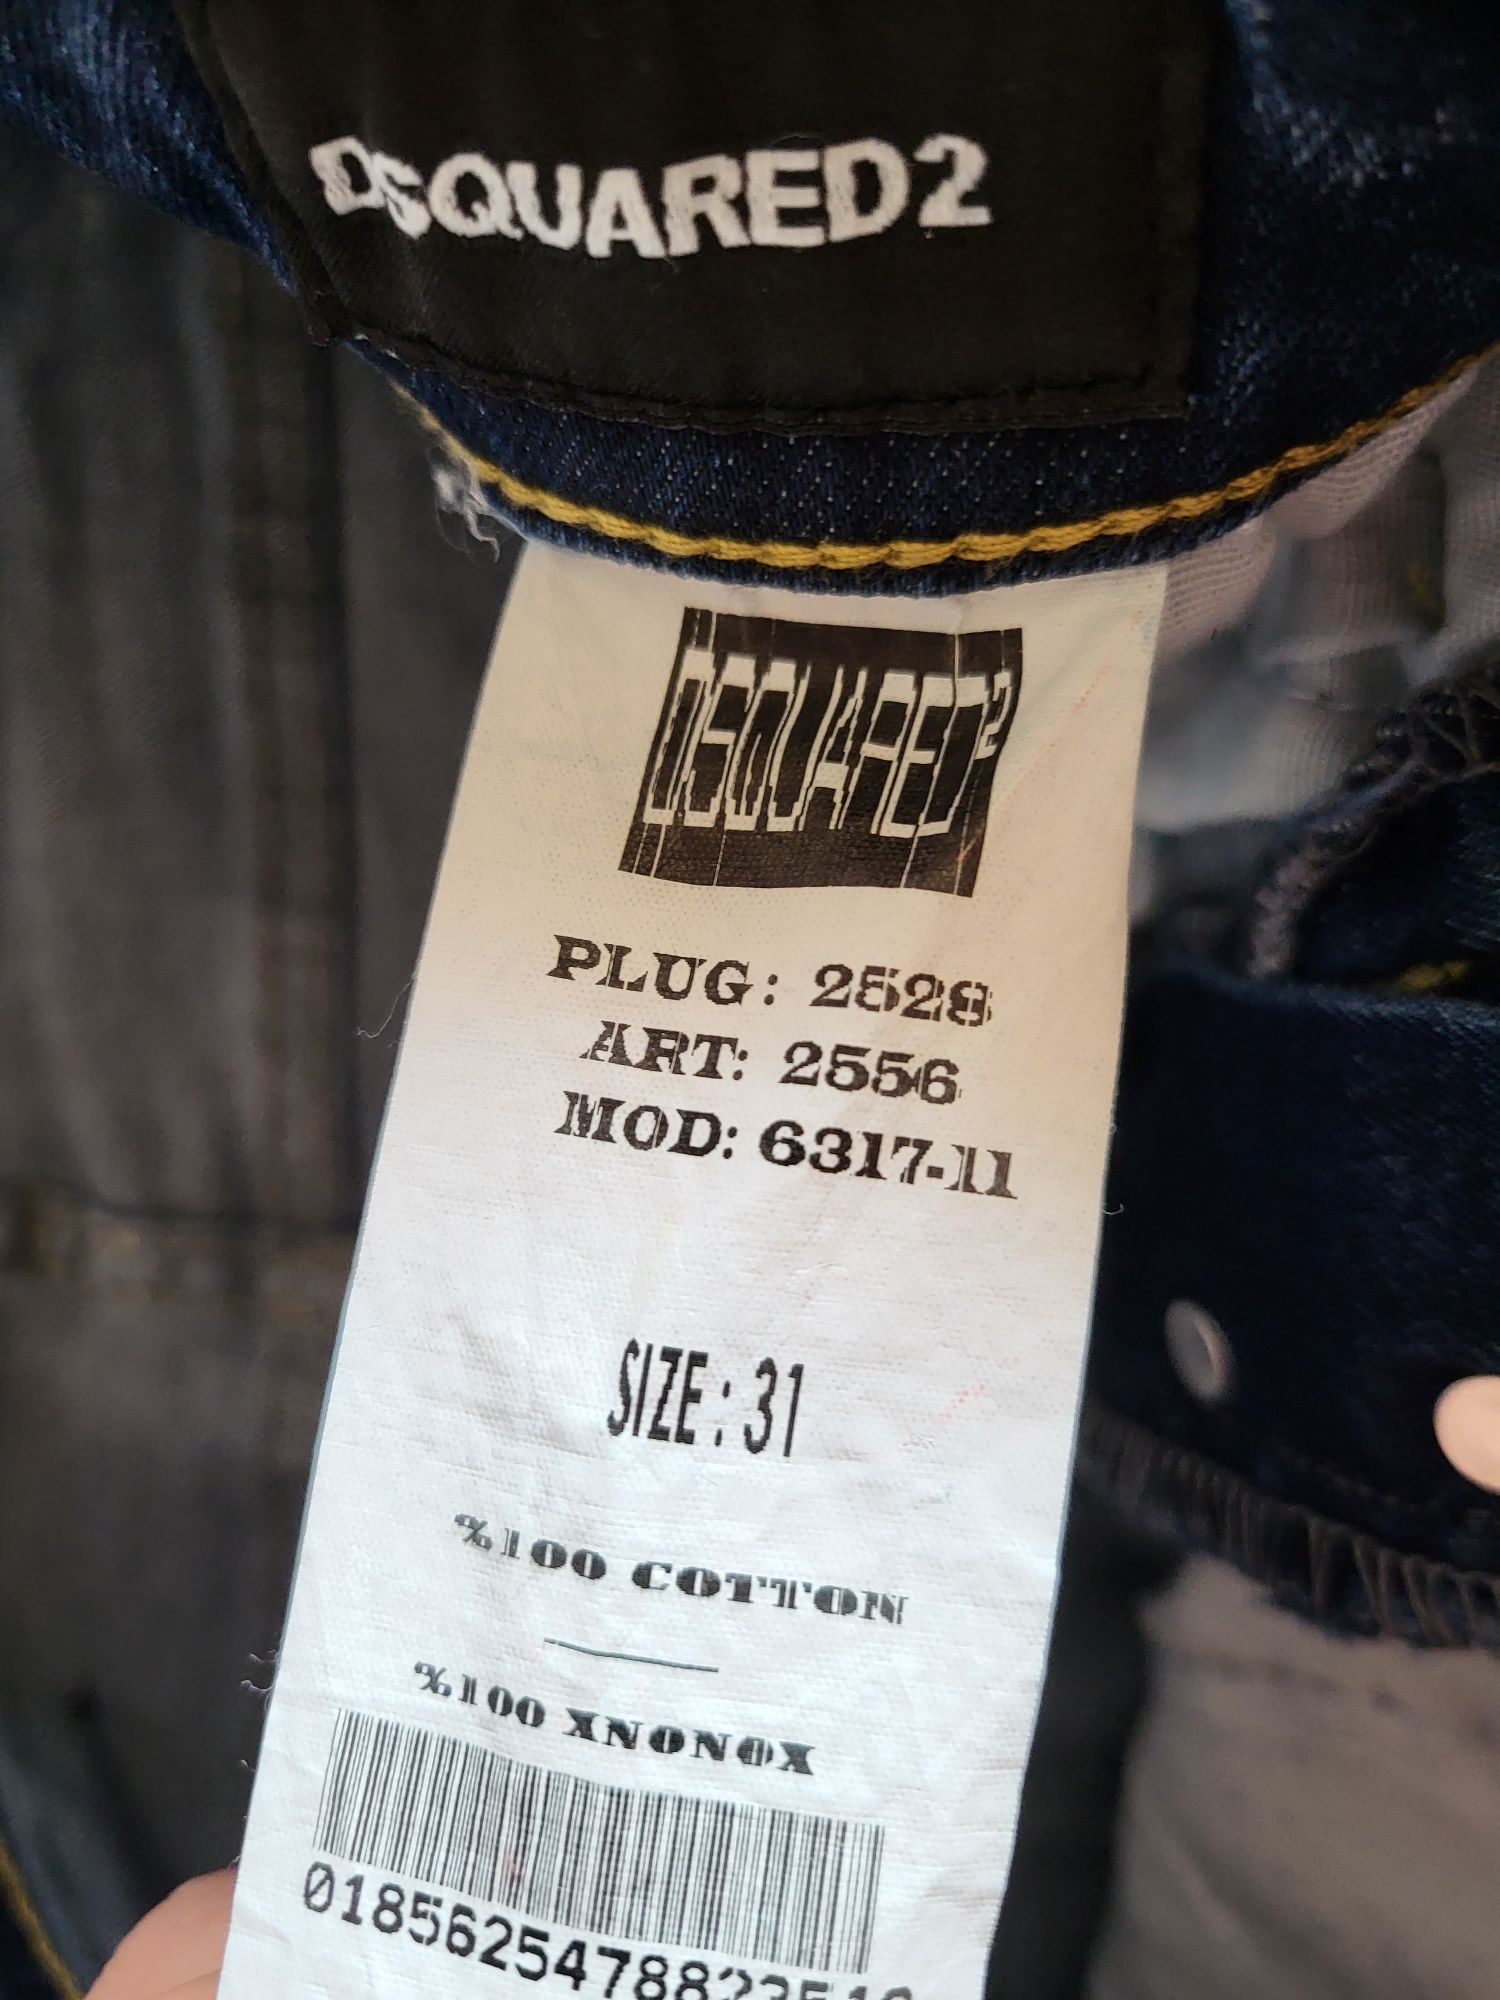 DSQUARED2
DSQUARED2
PLUG: 2528
ART: 2556
MOD: 6317-11
SIZE: 31
%100 COTTON
%100 XNONOX